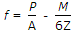 f = P/A - M/6Z